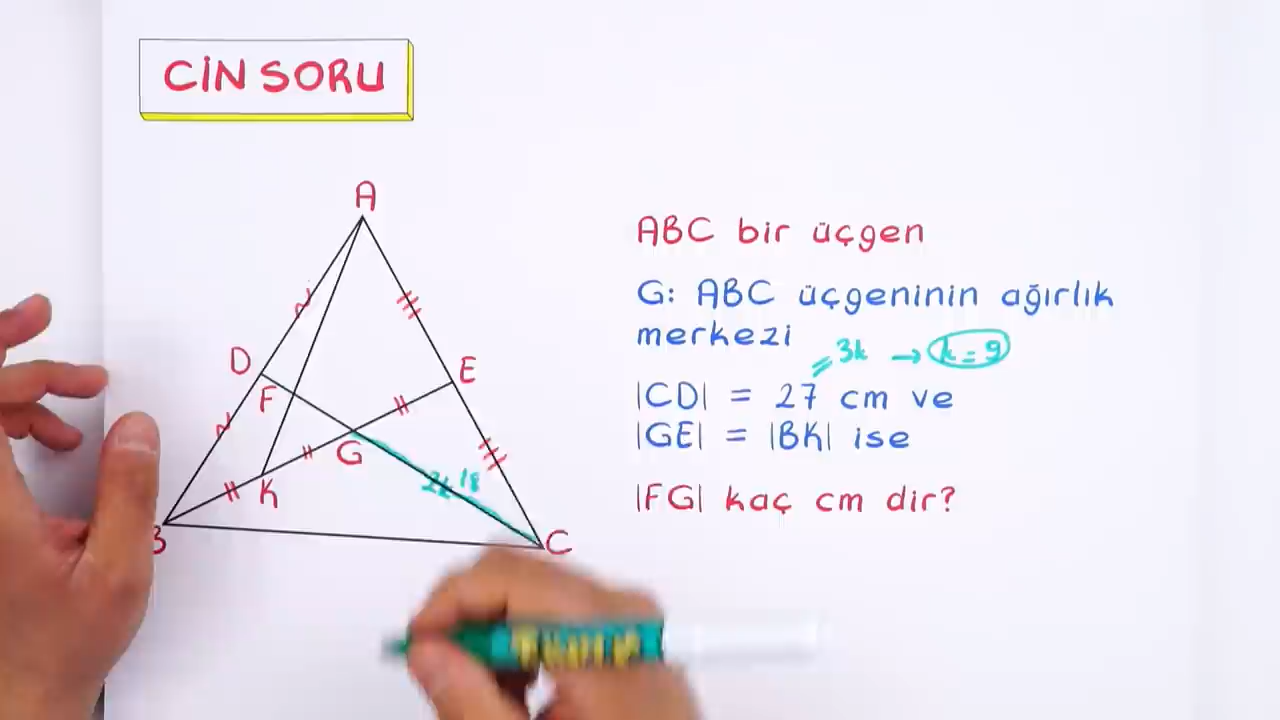 CİN SORU
A
ABC bir üçgen
G: ABC üçgeninin ağırlık
merkezi
=3k → k = 9
D
E
F
|CD| = 27 cm ve
|GE| = |BK| ise
G
K
2k 18
|FG| kaç cm dir?
B
C